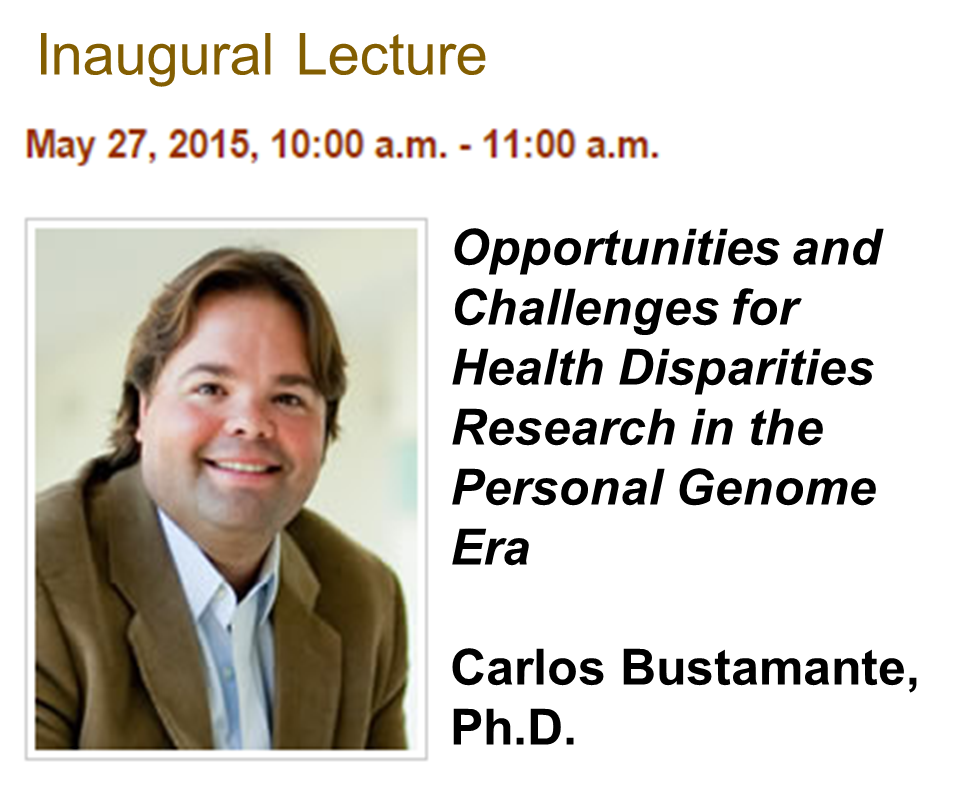 Inaugural Lecture
May 27, 2015, 10:00 a.m. - 11:00 a.m.
Opportunities and
Challenges for
Health Disparities
Research in the
Personal Genome
Era
Carlos Bustamante,
Ph.D.